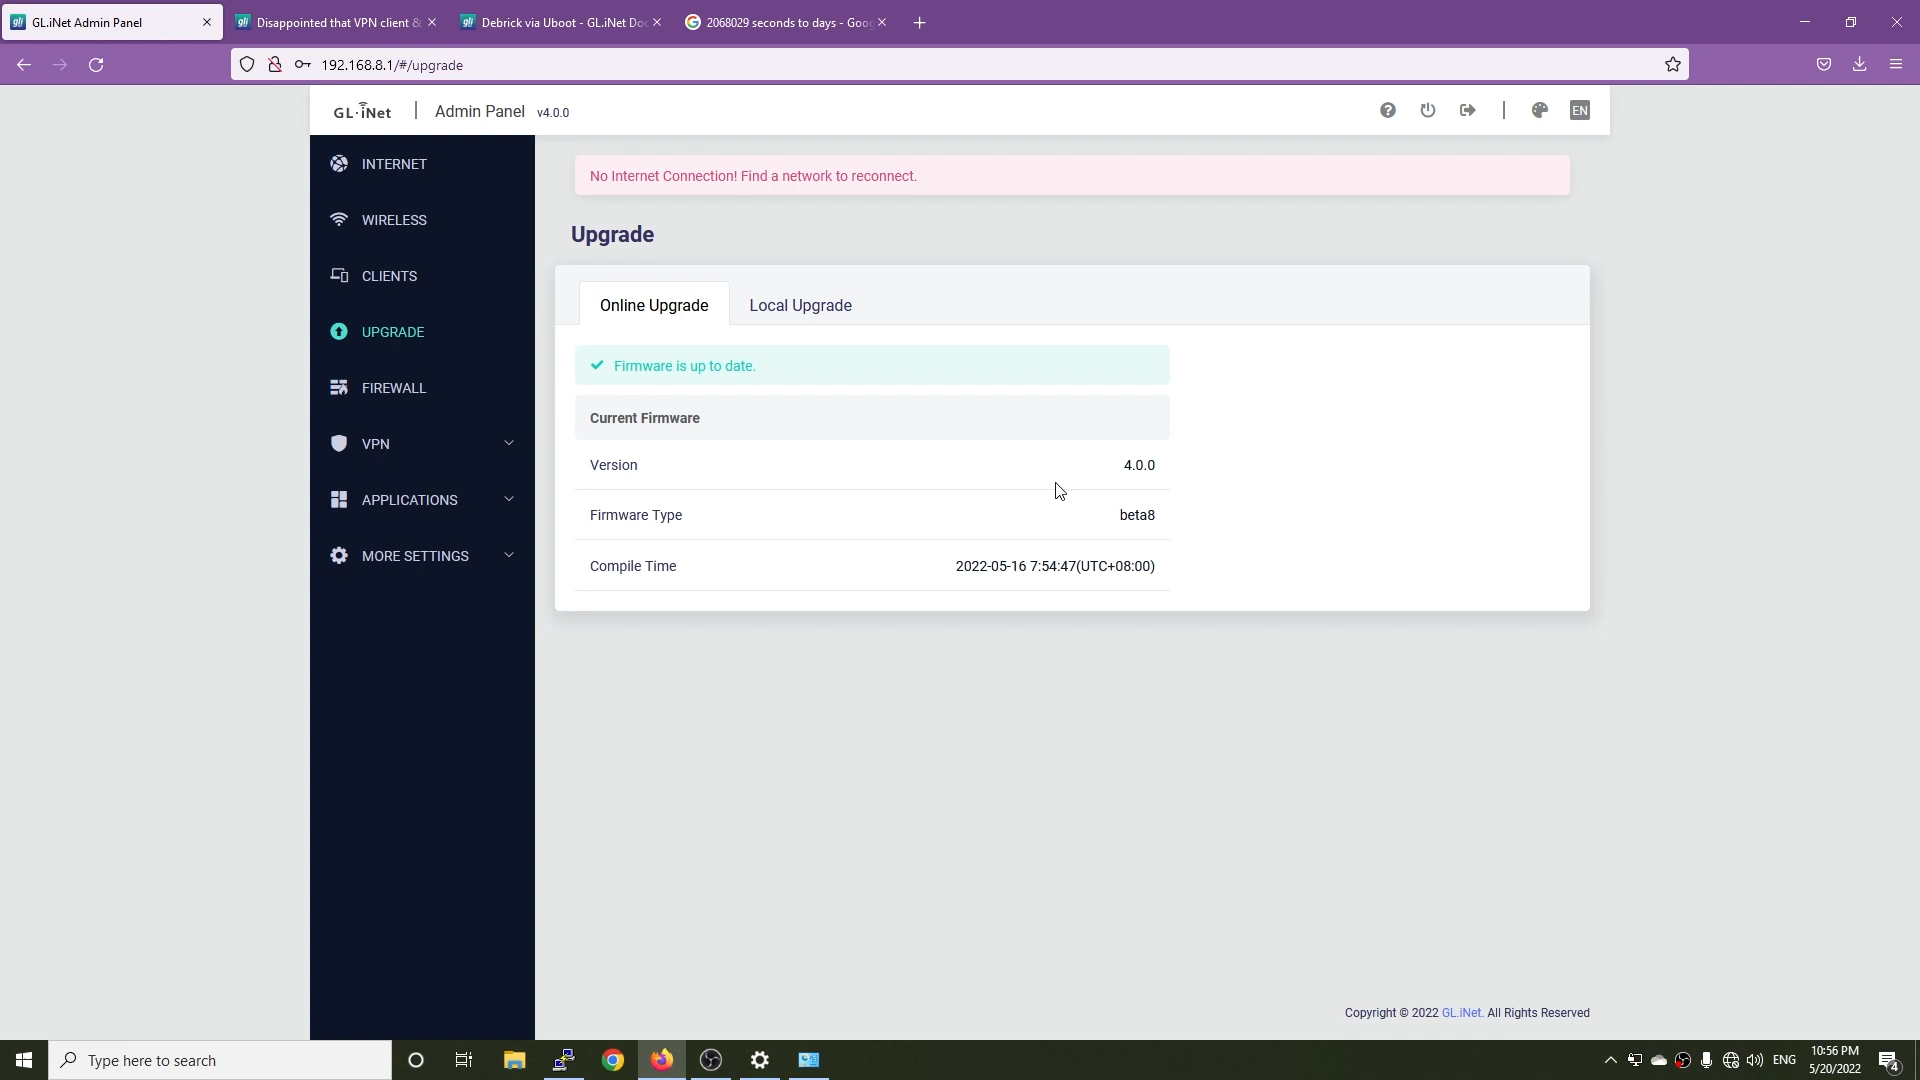 GL.iNet Admin Panel
Disappointed that VPN client &
Debrick via Uboot - GL.iNet Doc
2068029 seconds to days - Goog
192.168.8.1/#/upgrade
GL·iNet
Admin Panel v4.0.0
EN
INTERNET
WIRELESS
CLIENTS
UPGRADE
FIREWALL
VPN
APPLICATIONS
MORE SETTINGS
No Internet Connection! Find a network to reconnect.
Upgrade
Online Upgrade Local Upgrade
Firmware is up to date.
Current Firmware
Version 4.0.0
Firmware Type beta8
Compile Time 2022-05-16 7:54:47(UTC+08:00)
Copyright © 2022 GL.iNet. All Rights Reserved
Type here to search
ENG
10:56 PM
5/20/2022
4